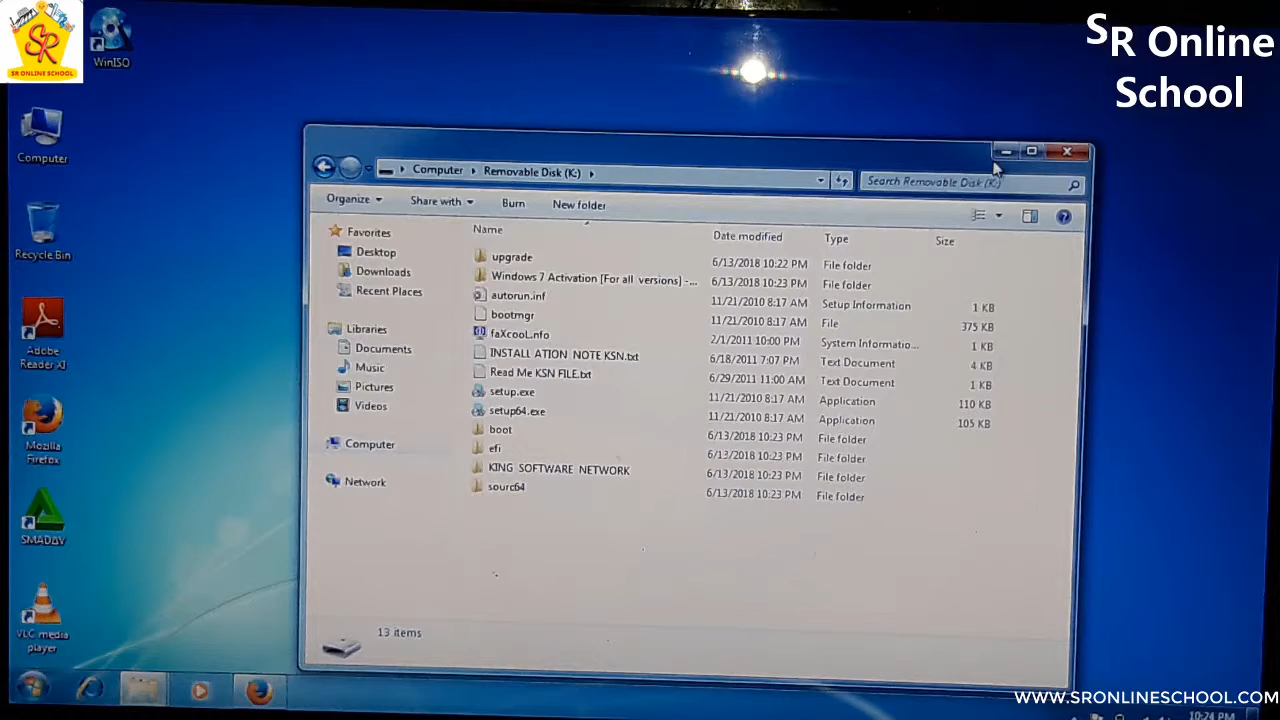 SR
SR ONLINE SCHOOL
WinISO
SR Online
School
Computer
Recycle Bin
Adobe
Reader XI
Mozilla
Firefox
SMADAV
VLC media
player
Computer
Removable Disk (K:)
Search Removable Disk (K:)
Organize
Share with
Burn
New folder
Favorites
Desktop
Downloads
Recent Places
Libraries
Documents
Music
Pictures
Videos
Computer
Network
Name Date modified Type Size
upgrade 6/13/2018 10:22 PM File folder
Windows 7 Activation [For all versions] -... 6/13/2018 10:23 PM File folder
autorun.inf 11/21/2010 8:17 AM Setup Information 1 KB
bootmgr 11/21/2010 8:17 AM File 375 KB
faXcooL.nfo 2/1/2011 10:00 PM System Informatio... 1 KB
INSTALL ATION NOTE KSN.txt 6/18/2011 7:07 PM Text Document 4 KB
Read Me KSN FILE.txt 6/29/2011 11:00 AM Text Document 1 KB
setup.exe 11/21/2010 8:17 AM Application 110 KB
setup64.exe 11/21/2010 8:17 AM Application 105 KB
boot 6/13/2018 10:23 PM File folder
efi 6/13/2018 10:23 PM File folder
KING SOFTWARE NETWORK 6/13/2018 10:23 PM File folder
sourc64 6/13/2018 10:23 PM File folder
13 items
WWW.SRONLINESCHOOL.COM
10:24 PM